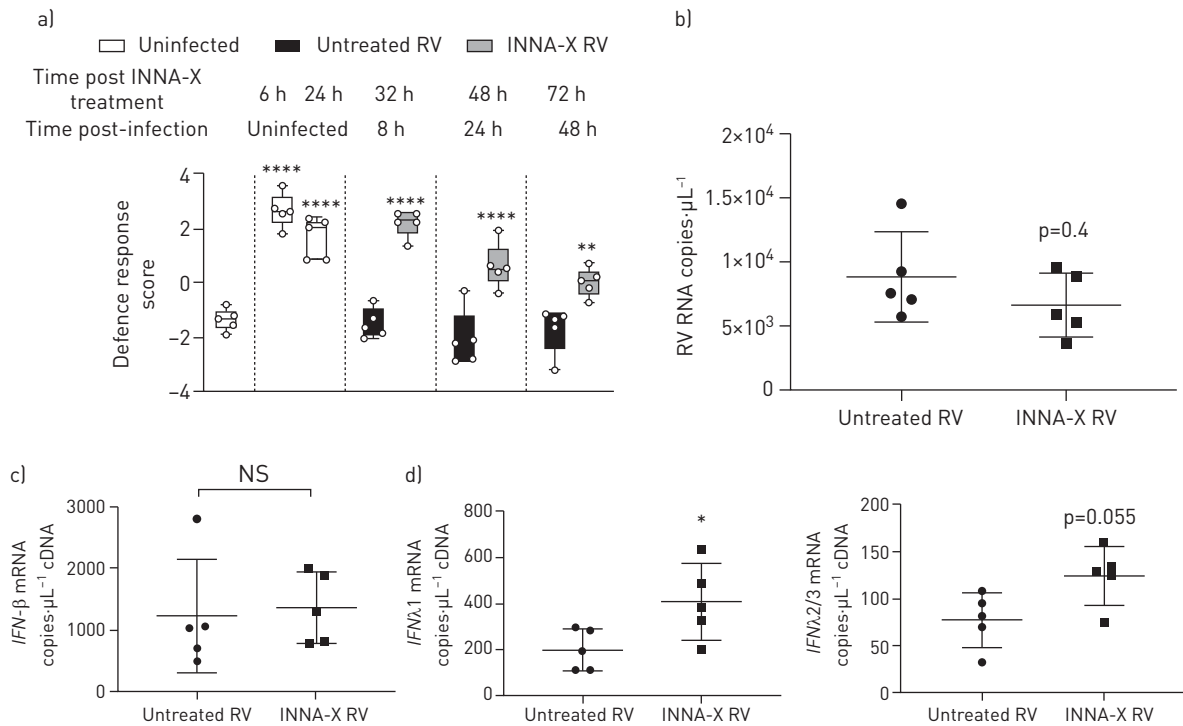 a)
Uninfected Untreated RV INNA-X RV
Time post INNA-X
treatment
6 h 24 h 32 h 48 h 72 h
Time post-infection Uninfected 8 h 24 h 48 h
Defence response
score
4
2
0
−2
−4
****
****
****
****
**
b)
RV RNA copies·µL−1
2×10⁴
1.5×10⁴
1×10⁴
5×10³
0
p=0.4
Untreated RV INNA-X RV
c)
NS
IFN-β mRNA
copies·µL−1 cDNA
3000
2000
1000
0
Untreated RV INNA-X RV
d)
IFNλ1 mRNA
copies·µL−1 cDNA
800
600
400
200
0
*
Untreated RV INNA-X RV
IFNλ2/3 mRNA
copies·µL−1 cDNA
200
150
100
50
0
p=0.055
Untreated RV INNA-X RV